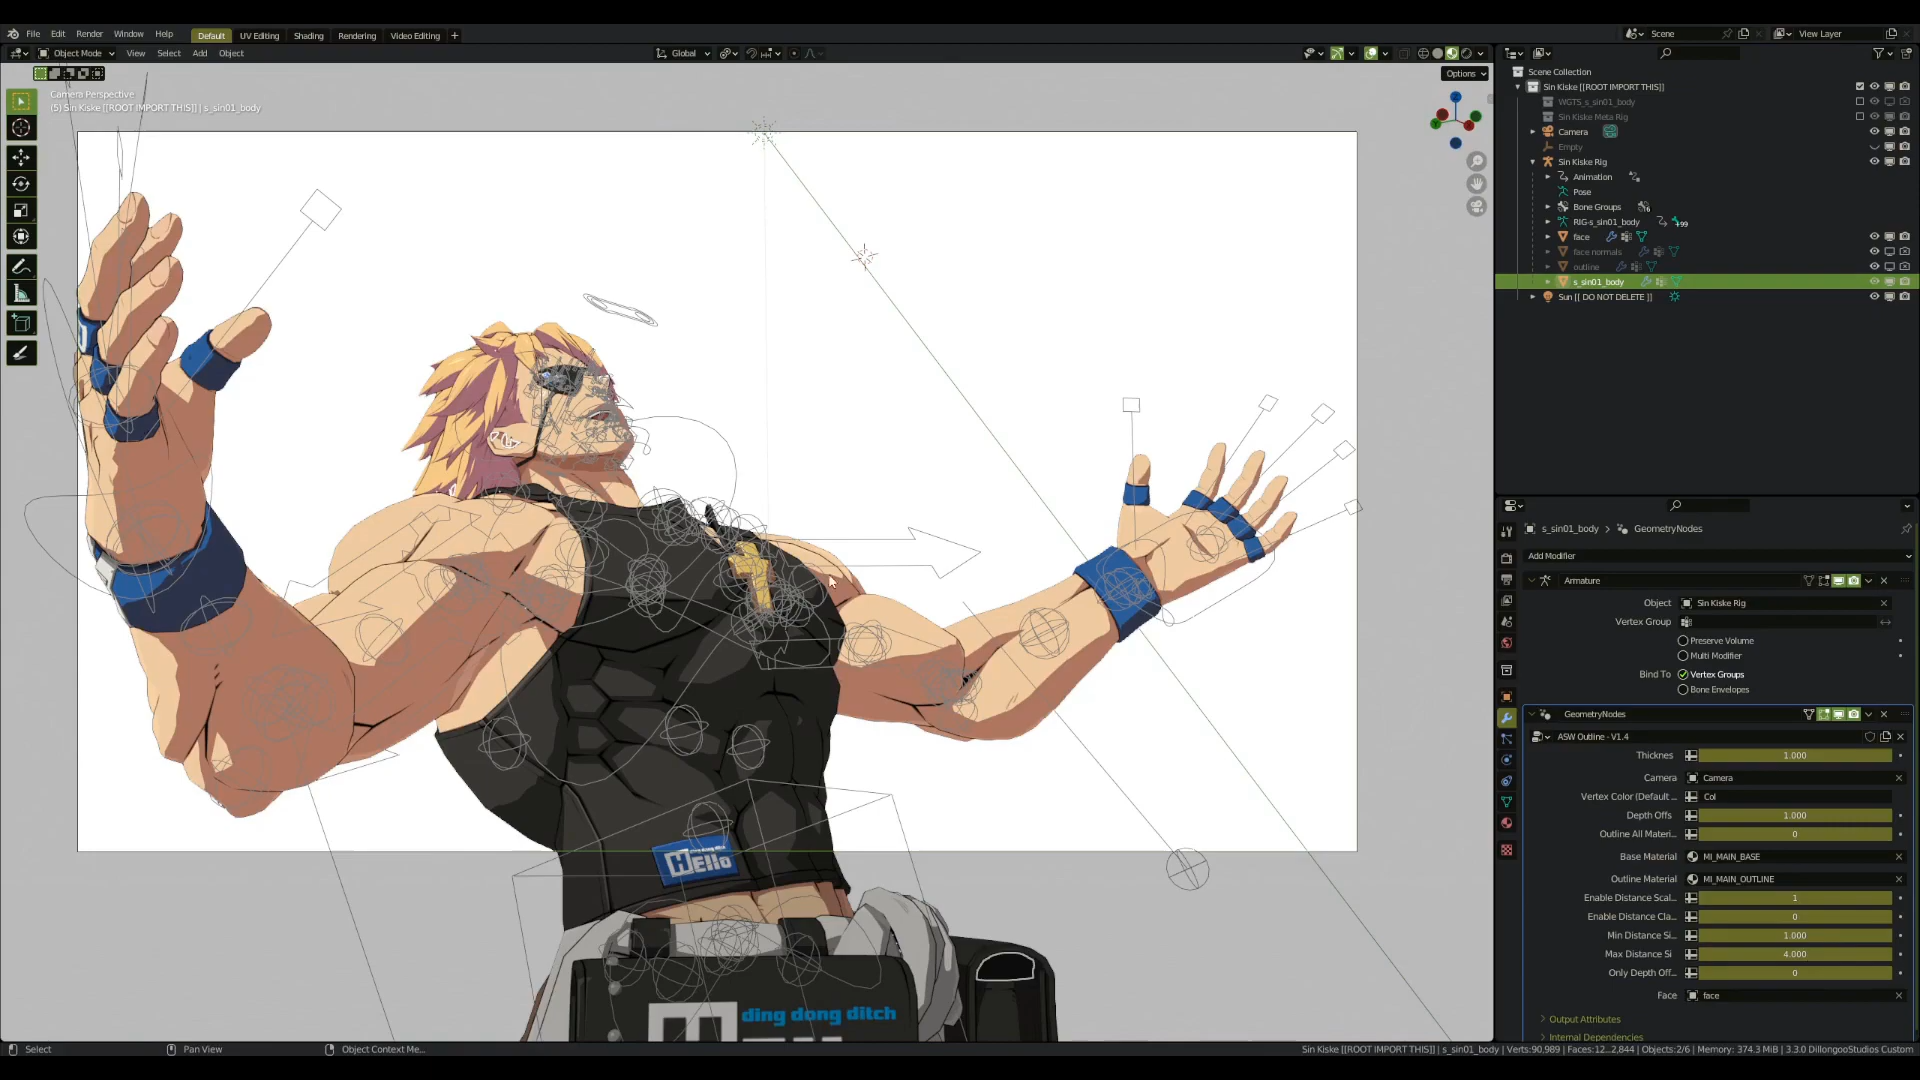 File Edit Render Window Help Default UV Editing Shading Rendering Video Editing +
Scene View Layer
Object Mode View Select Add Object Global
Options
Camera Perspective
(5) Sin Kiske [[ROOT IMPORT THIS]] | s_sin01_body
Scene Collection
Sin Kiske [[ROOT IMPORT THIS]]
WGTS_s_sin01_body
Sin Kiske Meta Rig
Camera
Empty
Sin Kiske Rig
Animation
Pose
Bone Groups
RIG-s_sin01_body
face
face normals
outline
s_sin01_body
Sun [[ DO NOT DELETE ]]
s_sin01_body > GeometryNodes
Add Modifier
Armature
Object Sin Kiske Rig
Vertex Group
Preserve Volume
Multi Modifier
Bind To Vertex Groups
Bone Envelopes
GeometryNodes
ASW Outline - V1.4
Thicknes 1.000
Camera Camera
Vertex Color (Default ... Col
Depth Offs 1.000
Outline All Materi... 0
Base Material MI_MAIN_BASE
Outline Material MI_MAIN_OUTLINE
Enable Distance Scal... 1
Enable Distance Cla... 0
Min Distance Si... 1.000
Max Distance Si 4.000
Only Depth Off... 0
Face face
Output Attributes
Internal Dependencies
HEllo
ding dong ditch
Select Pan View Object Context Me...
Sin Kiske [[ROOT IMPORT THIS]] | s_sin01_body | Verts:90,989 | Faces:12...2,844 | Objects:2/6 | Memory: 374.3 MiB | 3.3.0 DillongooStudios Custom